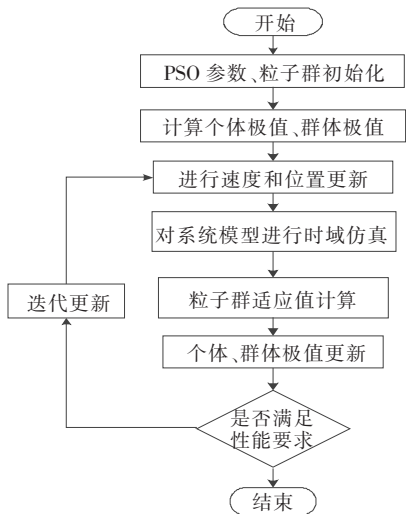 开始
PSO 参数、粒子群初始化
计算个体极值、群体极值
进行速度和位置更新
对系统模型进行时域仿真
迭代更新
粒子群适应值计算
个体、群体极值更新
是否满足
性能要求
结束